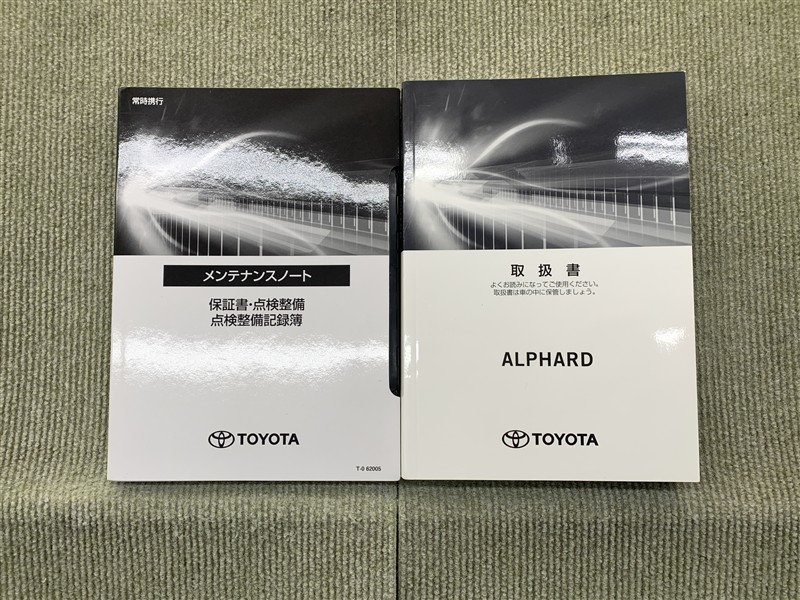 常時携行
メンテナンスノート
保証書・点検整備
点検整備記録簿
TOYOTA
T-0 62005
取扱書
よくお読みになってご使用ください。
取扱書は車の中に保管しましょう。
ALPHARD
TOYOTA